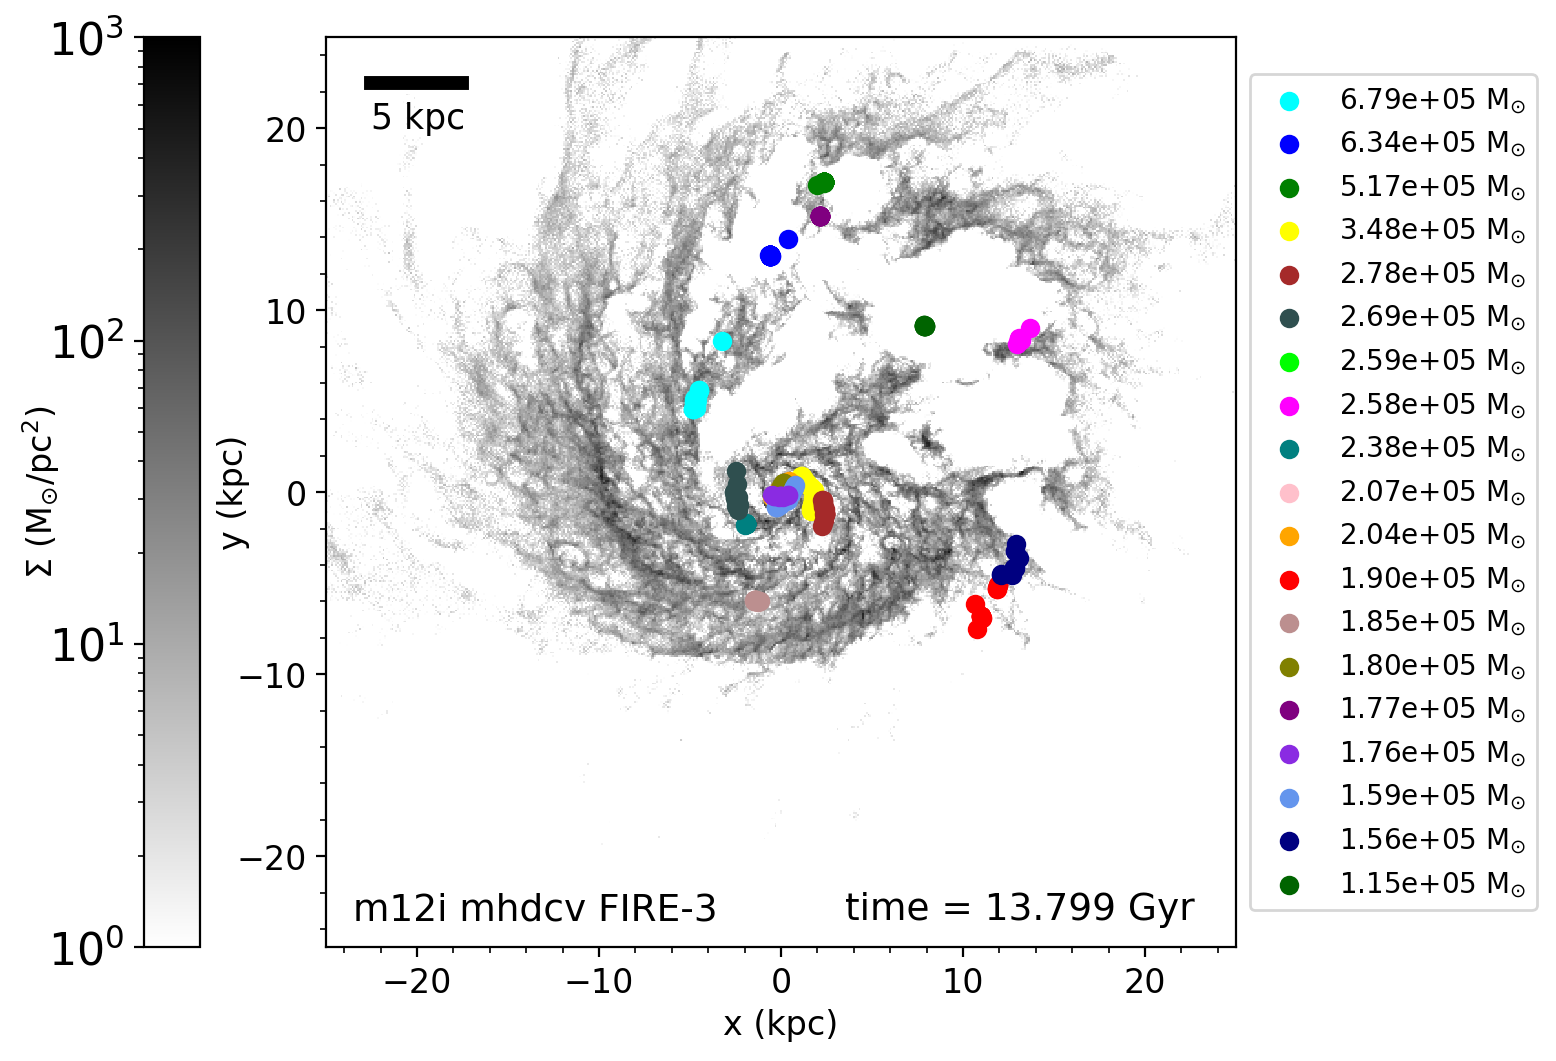 10³
10²
10¹
10⁰
Σ (M⊙/pc²)
5 kpc
20
10
0
−10
−20
y (kpc)
m12i mhdcv FIRE-3
time = 13.799 Gyr
−20
−10
0
10
20
x (kpc)
6.79e+05 M⊙
6.34e+05 M⊙
5.17e+05 M⊙
3.48e+05 M⊙
2.78e+05 M⊙
2.69e+05 M⊙
2.59e+05 M⊙
2.58e+05 M⊙
2.38e+05 M⊙
2.07e+05 M⊙
2.04e+05 M⊙
1.90e+05 M⊙
1.85e+05 M⊙
1.80e+05 M⊙
1.77e+05 M⊙
1.76e+05 M⊙
1.59e+05 M⊙
1.56e+05 M⊙
1.15e+05 M⊙